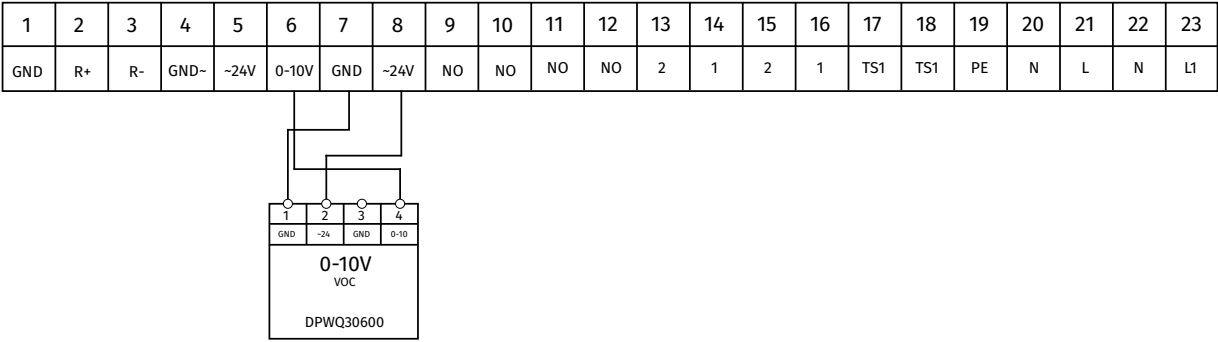 1 2 3 4 5 6 7 8 9 10 11 12 13 14 15 16 17 18 19 20 21 22 23
GND R+ R- GND~ ~24V 0-10V GND ~24V NO NO NO NO 2 1 2 1 TS1 TS1 PE N L N L1
1 2 3 4
GND ~24 GND 0-10
0-10V
VOC
DPWQ30600